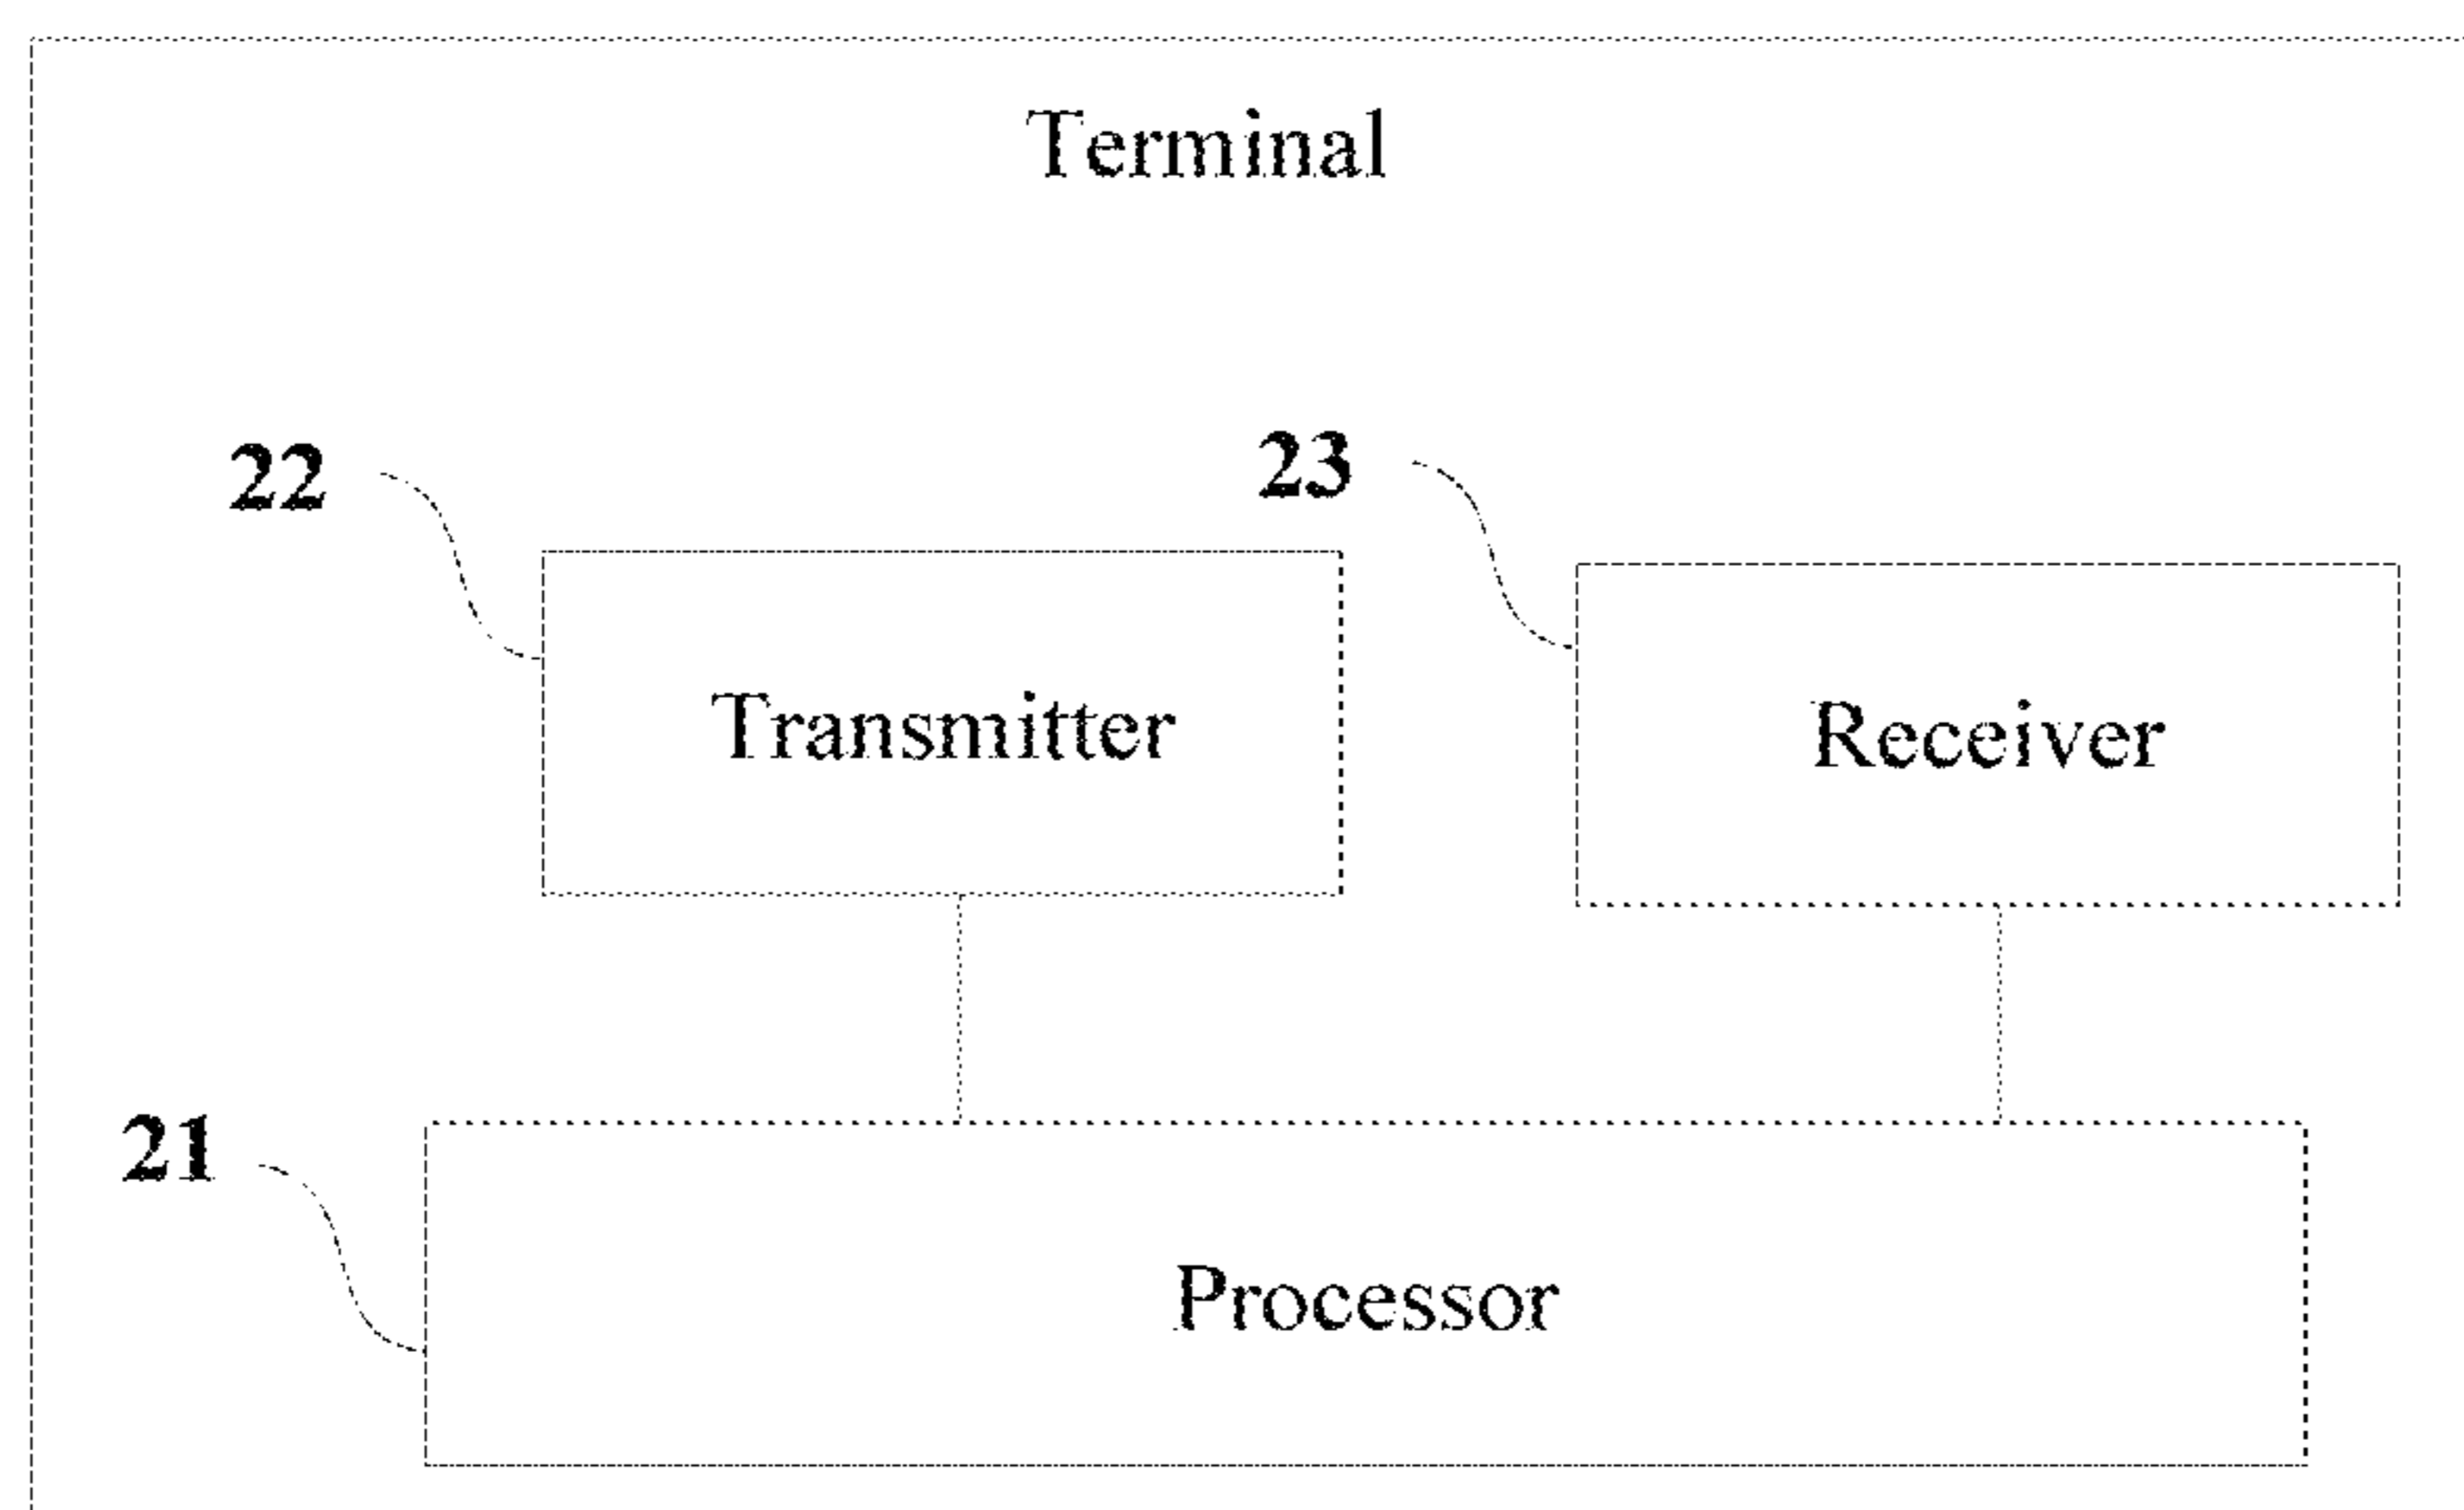 Terminal
22
23
Transmitter
Receiver
21
Processor